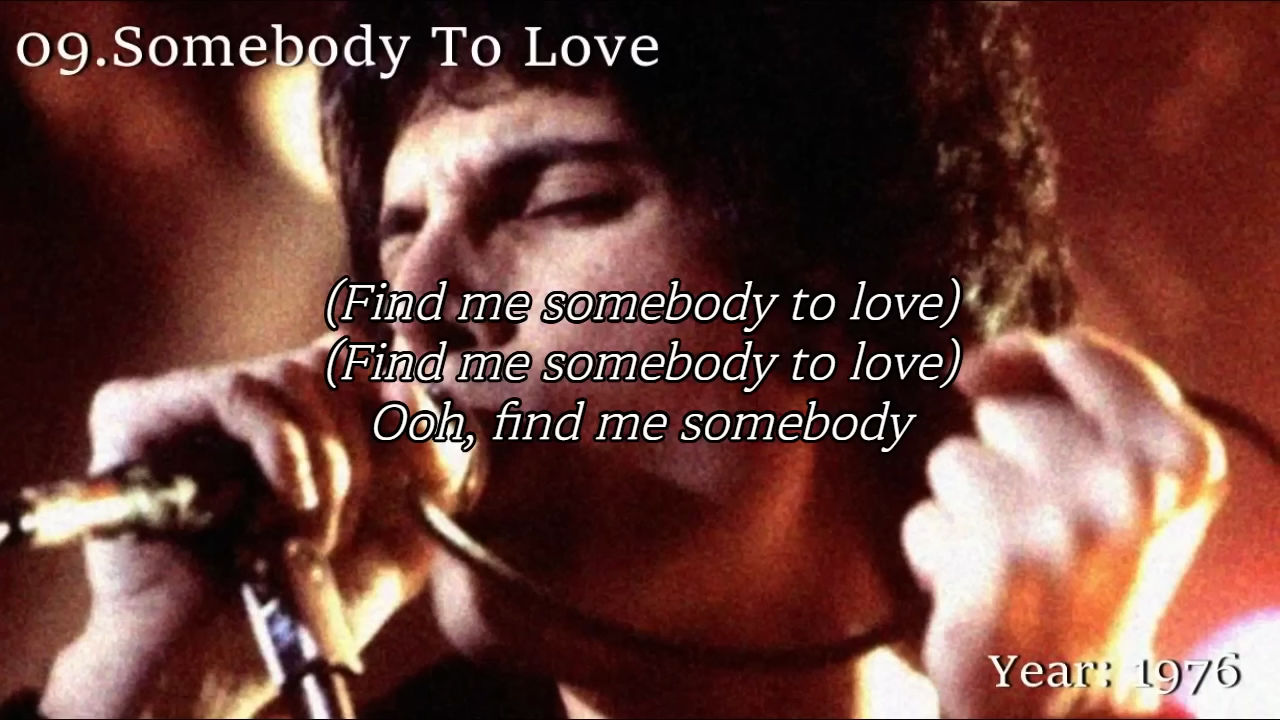 09.Somebody To Love
(Find me somebody to love)
(Find me somebody to love)
Ooh, find me somebody
Year: 1976